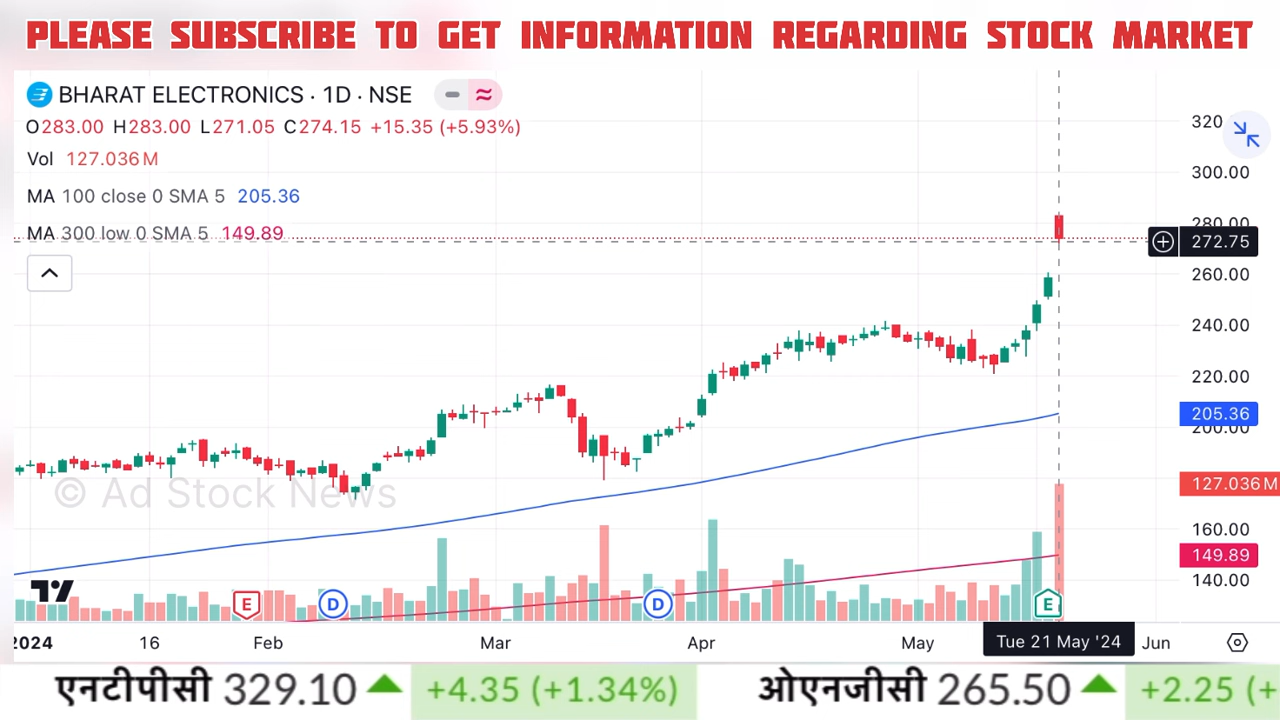 PLEASE SUBSCRIBE TO GET INFORMATION REGARDING STOCK MARKET
BHARAT ELECTRONICS · 1D · NSE
O283.00 H283.00 L271.05 C274.15 +15.35 (+5.93%)
Vol 127.036 M
MA 100 close 0 SMA 5 205.36
MA 300 low 0 SMA 5 149.89
320
300.00
280.00
272.75
260.00
240.00
220.00
205.36
200.00
127.036 M
160.00
149.89
140.00
© Ad Stock News
E D D E
2024 16 Feb Mar Apr May Tue 21 May '24 Jun
एनटीपीसी 329.10 +4.35 (+1.34%) ओएनजीसी 265.50 +2.25 (+